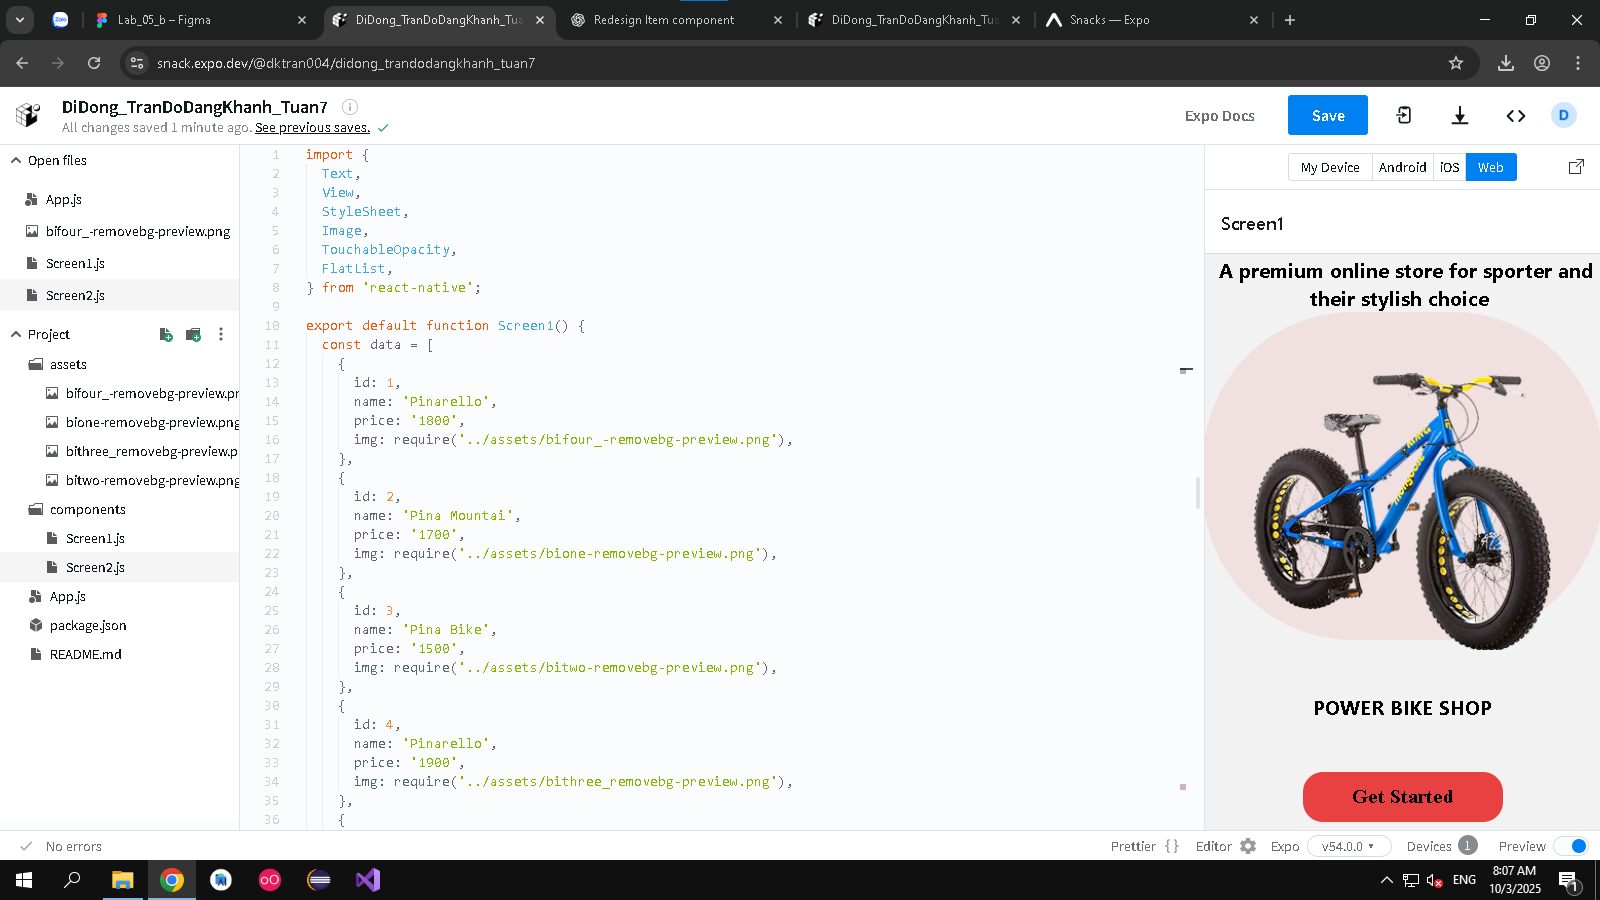 Zalo
Lab_05_b – Figma
DiDong_TranDoDangKhanh_Tua
Redesign Item component
DiDong_TranDoDangKhanh_Tua
Snacks — Expo
snack.expo.dev/@dktran004/didong_trandodangkhanh_tuan7
DiDong_TranDoDangKhanh_Tuan7
All changes saved 1 minute ago. See previous saves.
Expo Docs
Save
D
Open files
App.js
bifour_-removebg-preview.png
Screen1.js
Screen2.js
Project
assets
bifour_-removebg-preview.pr
bione-removebg-preview.png
bithree_removebg-preview.p
bitwo-removebg-preview.png
components
Screen1.js
Screen2.js
App.js
package.json
README.md
1 import {
2 Text,
3 View,
4 StyleSheet,
5 Image,
6 TouchableOpacity,
7 FlatList,
8 } from 'react-native';
9
10 export default function Screen1() {
11 const data = [
12 {
13 id: 1,
14 name: 'Pinarello',
15 price: '1800',
16 img: require('../assets/bifour_-removebg-preview.png'),
17 },
18 {
19 id: 2,
20 name: 'Pina Mountai',
21 price: '1700',
22 img: require('../assets/bione-removebg-preview.png'),
23 },
24 {
25 id: 3,
26 name: 'Pina Bike',
27 price: '1500',
28 img: require('../assets/bitwo-removebg-preview.png'),
29 },
30 {
31 id: 4,
32 name: 'Pinarello',
33 price: '1900',
34 img: require('../assets/bithree_removebg-preview.png'),
35 },
36 {
My Device
Android
iOS
Web
Screen1
A premium online store for sporter and
their stylish choice
mongoose
POWER BIKE SHOP
Get Started
No errors
Prettier {}
Editor
Expo
v54.0.0
Devices 1
Preview
ENG
8:07 AM
10/3/2025
1